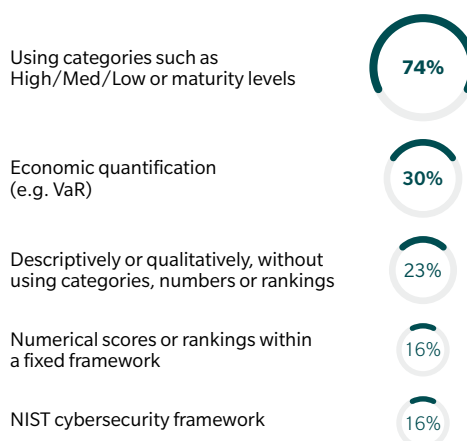 Using categories such as
High/Med/Low or maturity levels
74%
Economic quantification
(e.g. VaR)
30%
Descriptively or qualitatively, without
using categories, numbers or rankings
23%
Numerical scores or rankings within
a fixed framework
16%
NIST cybersecurity framework
16%